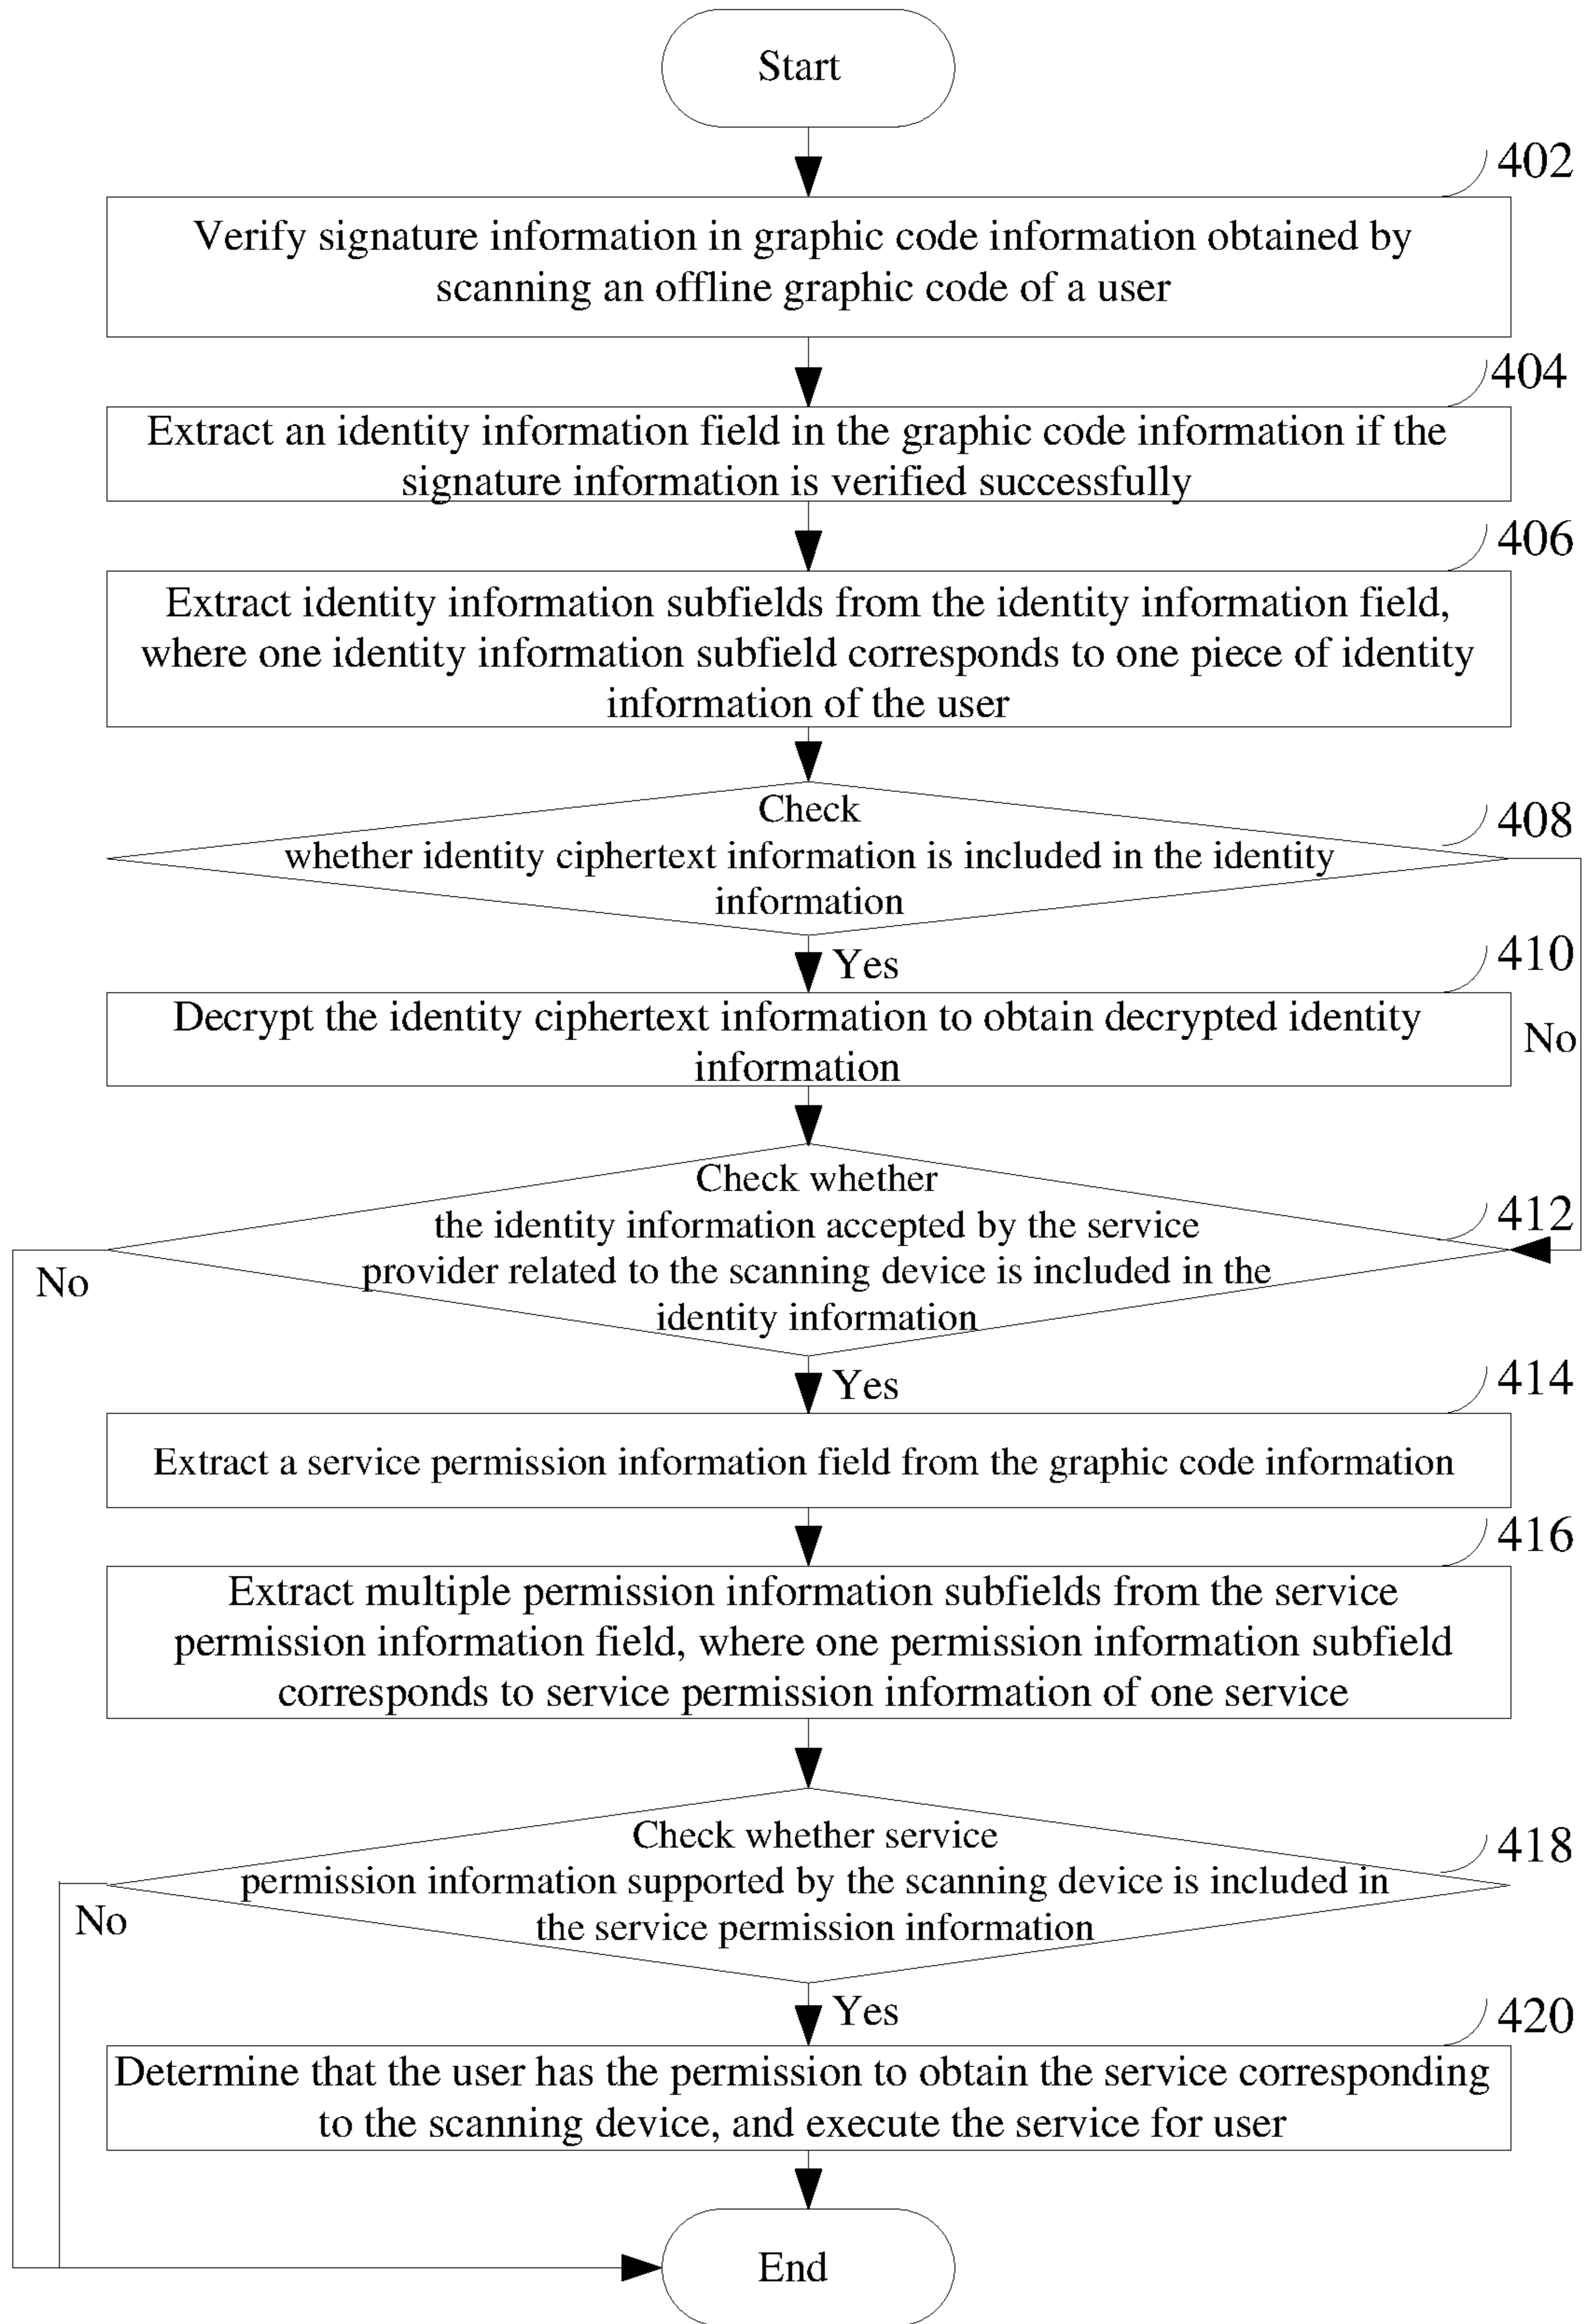 Start
402
Verify signature information in graphic code information obtained by
scanning an offline graphic code of a user
404
Extract an identity information field in the graphic code information if the
signature information is verified successfully
406
Extract identity information subfields from the identity information field,
where one identity information subfield corresponds to one piece of identity
information of the user
Check
408
whether identity ciphertext information is included in the identity
information
Yes
410
Decrypt the identity ciphertext information to obtain decrypted identity
information
No
Check whether
412
the identity information accepted by the service
provider related to the scanning device is included in the
identity information
No
Yes
414
Extract a service permission information field from the graphic code information
416
Extract multiple permission information subfields from the service
permission information field, where one permission information subfield
corresponds to service permission information of one service
Check whether service
418
permission information supported by the scanning device is included in
the service permission information
No
Yes
420
Determine that the user has the permission to obtain the service corresponding
to the scanning device, and execute the service for user
End